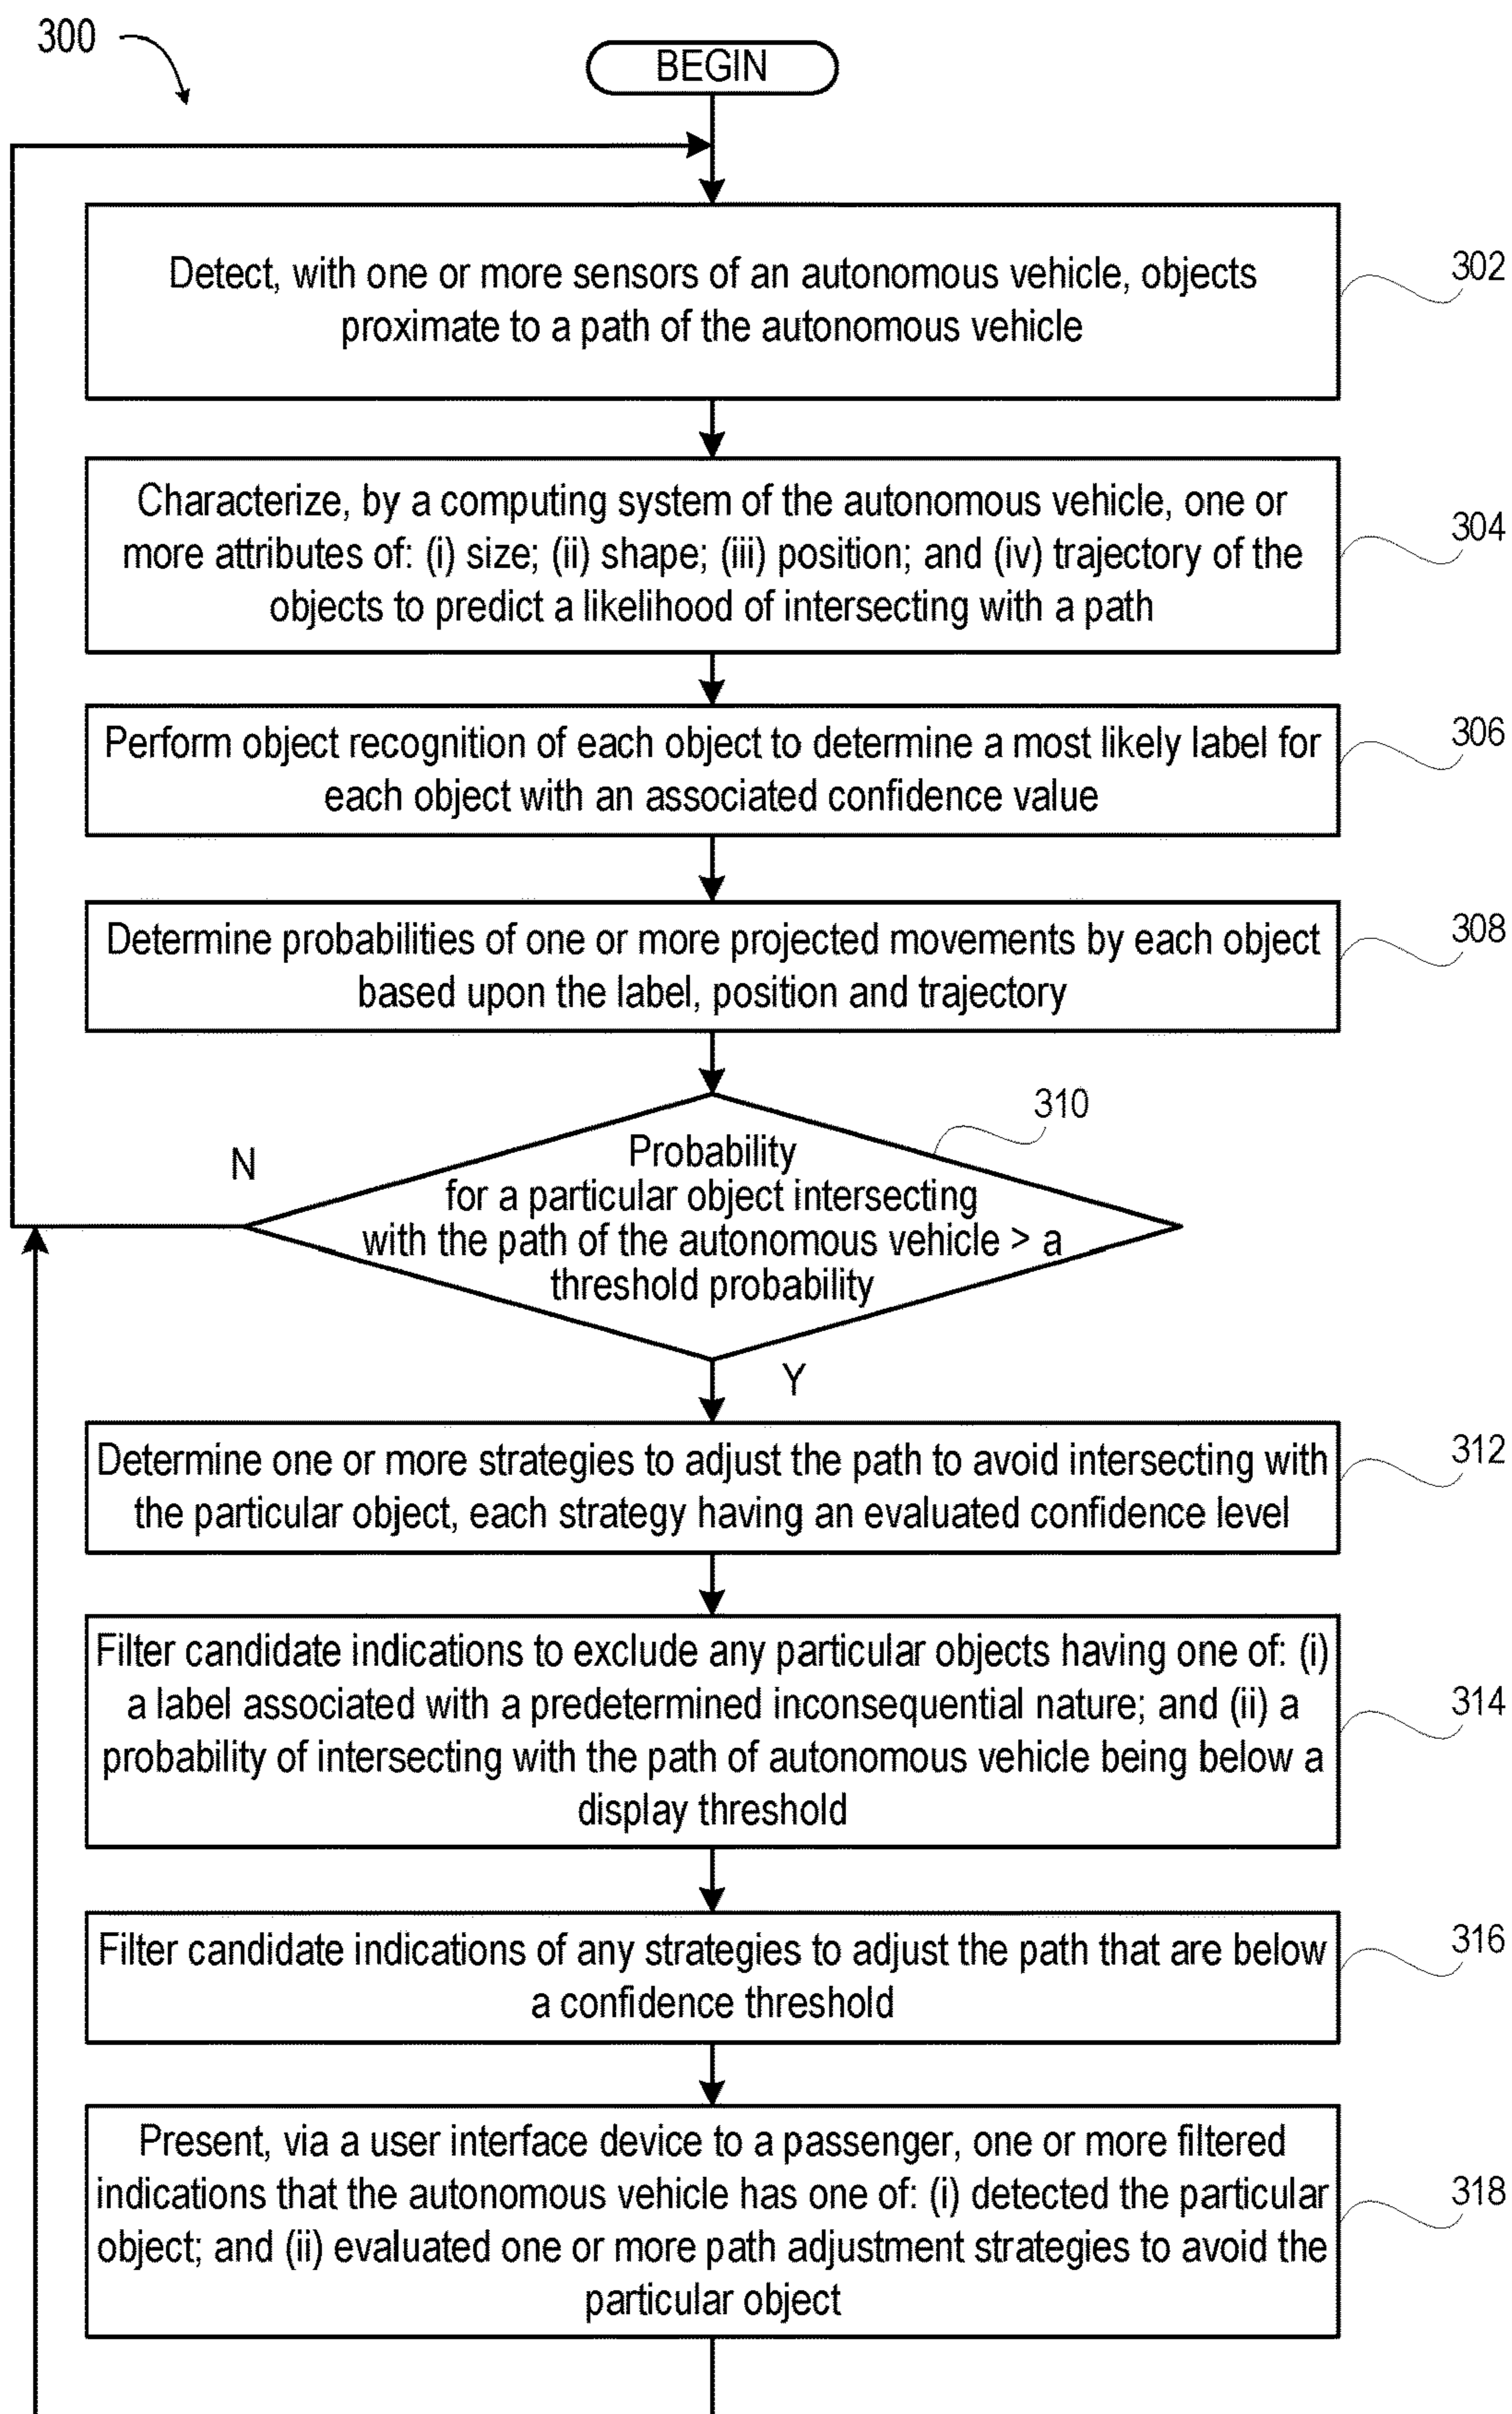 300
BEGIN
Detect, with one or more sensors of an autonomous vehicle, objects
proximate to a path of the autonomous vehicle
302
Characterize, by a computing system of the autonomous vehicle, one or
more attributes of: (i) size; (ii) shape; (iii) position; and (iv) trajectory of the
objects to predict a likelihood of intersecting with a path
304
Perform object recognition of each object to determine a most likely label for
each object with an associated confidence value
306
Determine probabilities of one or more projected movements by each object
based upon the label, position and trajectory
308
310
N
Probability
for a particular object intersecting
with the path of the autonomous vehicle > a
threshold probability
Y
Determine one or more strategies to adjust the path to avoid intersecting with
the particular object, each strategy having an evaluated confidence level
312
Filter candidate indications to exclude any particular objects having one of: (i)
a label associated with a predetermined inconsequential nature; and (ii) a
probability of intersecting with the path of autonomous vehicle being below a
display threshold
314
Filter candidate indications of any strategies to adjust the path that are below
a confidence threshold
316
Present, via a user interface device to a passenger, one or more filtered
indications that the autonomous vehicle has one of: (i) detected the particular
object; and (ii) evaluated one or more path adjustment strategies to avoid the
particular object
318